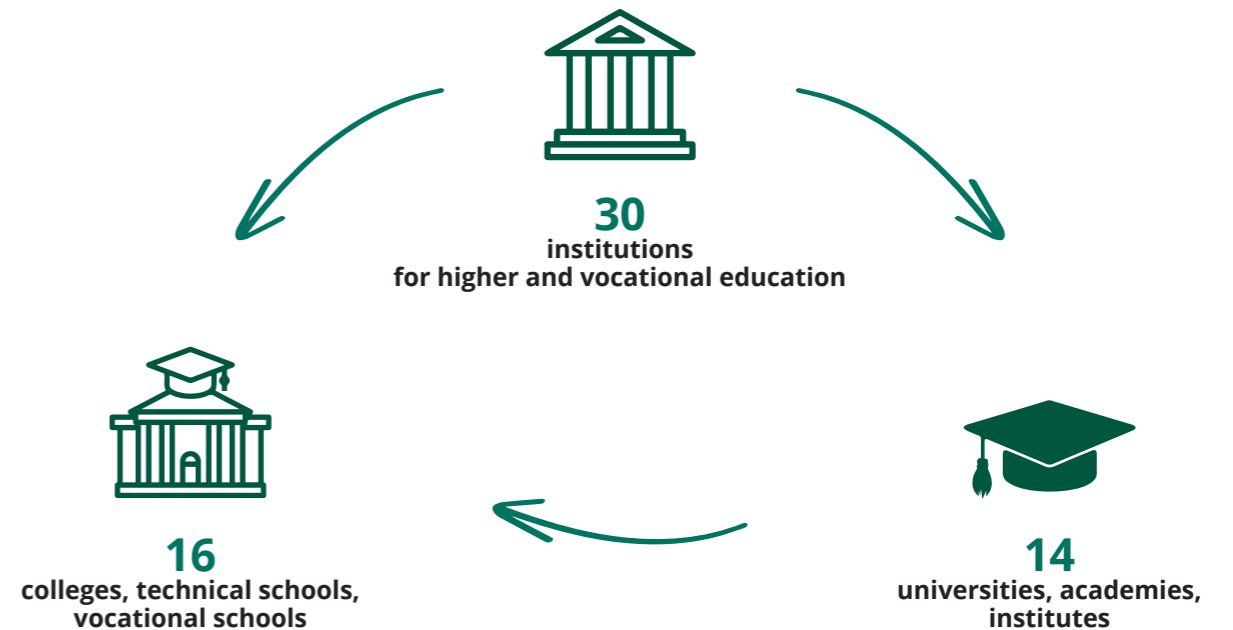 30
institutions
for higher and vocational education
16
colleges, technical schools,
vocational schools
14
universities, academies,
institutes